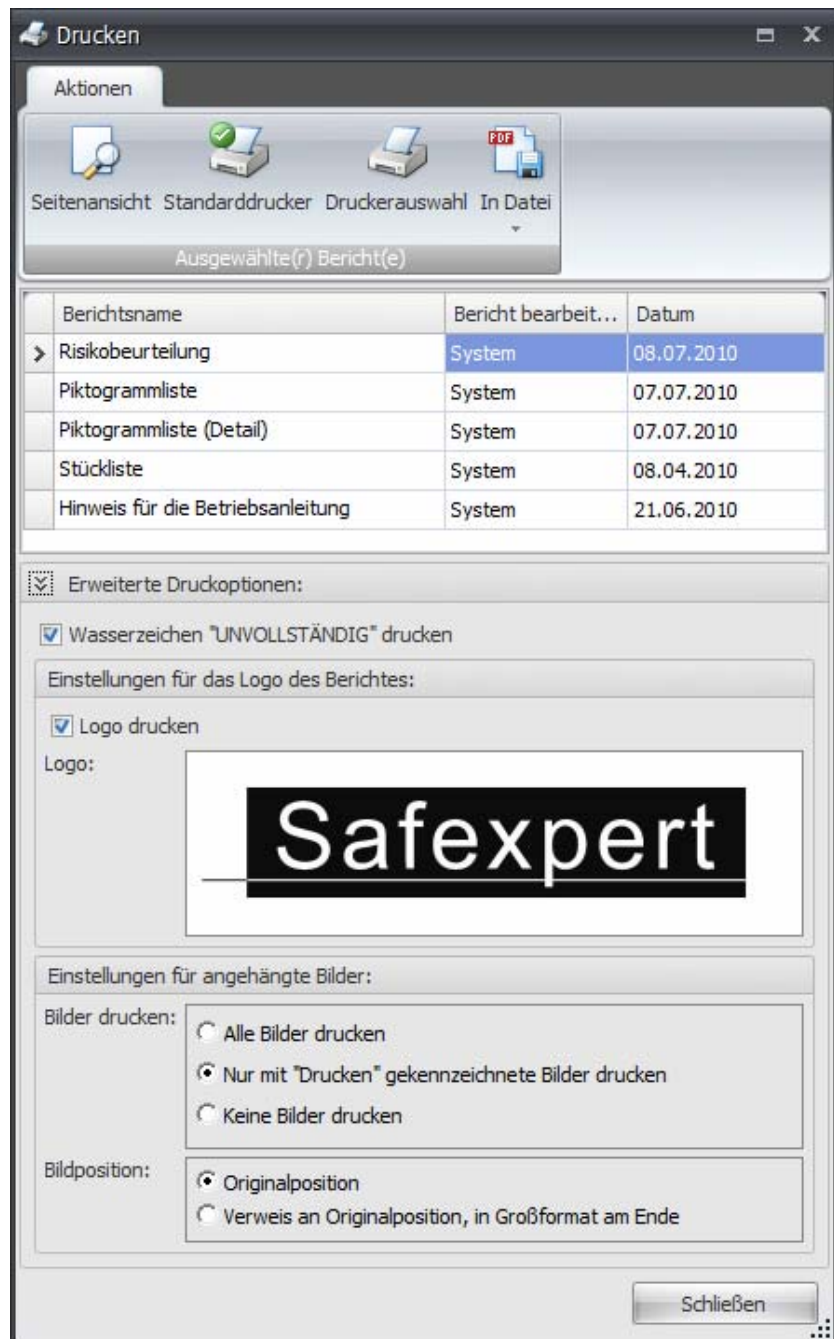 Drucken
Aktionen
PDF
Seitenansicht Standarddrucker Druckerauswahl In Datei
Ausgewählte(r) Bericht(e)
Berichtsname Bericht bearbeit... Datum
Risikobeurteilung System 08.07.2010
Piktogrammliste System 07.07.2010
Piktogrammliste (Detail) System 07.07.2010
Stückliste System 08.04.2010
Hinweis für die Betriebsanleitung System 21.06.2010
Erweiterte Druckoptionen:
Wasserzeichen "UNVOLLSTÄNDIG" drucken
Einstellungen für das Logo des Berichtes:
Logo drucken
Logo:
Safexpert
Einstellungen für angehängte Bilder:
Bilder drucken:
Alle Bilder drucken
Nur mit "Drucken" gekennzeichnete Bilder drucken
Keine Bilder drucken
Bildposition:
Originalposition
Verweis an Originalposition, in Großformat am Ende
Schließen